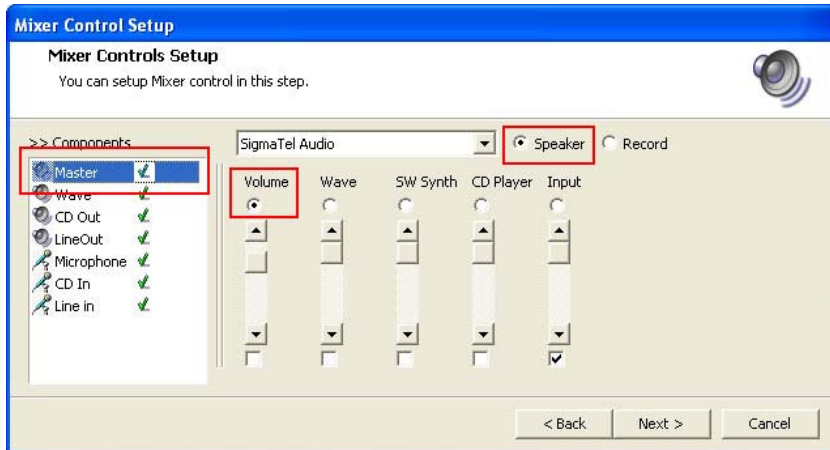 Mixer Control Setup
Mixer Controls Setup
You can setup Mixer control in this step.
>> Components
SigmaTel Audio
Speaker
Record
Master
Wave
CD Out
LineOut
Microphone
CD In
Line in
Volume
Wave
SW Synth
CD Player
Input
< Back
Next >
Cancel